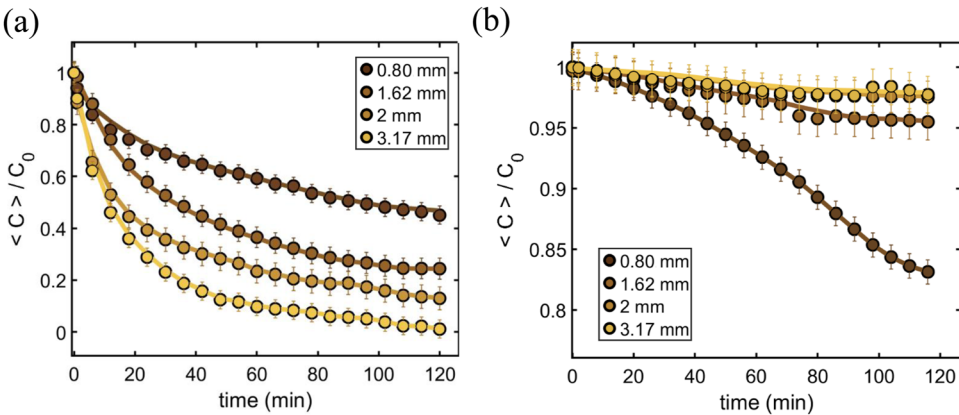 (a)
< C > / C0
1
0.8
0.6
0.4
0.2
0
0 20 40 60 80 100 120
time (min)
0.80 mm
1.62 mm
2 mm
3.17 mm
(b)
< C > / C0
1
0.95
0.9
0.85
0.8
0 20 40 60 80 100 120
time (min)
0.80 mm
1.62 mm
2 mm
3.17 mm